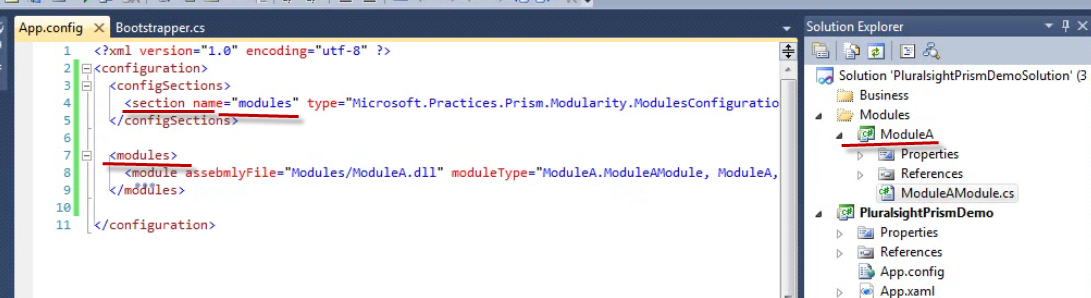 App.config
Bootstrapper.cs
1 <?xml version="1.0" encoding="utf-8" ?>
2 <configuration>
3 <configSections>
4 <section name="modules" type="Microsoft.Practices.Prism.Modularity.ModulesConfiguratio
5 </configSections>
6
7 <modules>
8 <module assebmlyFile="Modules/ModuleA.dll" moduleType="ModuleA.ModuleAModule, ModuleA,
9 </modules>
10
11 </configuration>
Solution Explorer
Solution 'PluralsightPrismDemoSolution' (3
Business
Modules
ModuleA
Properties
References
ModuleAModule.cs
PluralsightPrismDemo
Properties
References
App.config
App.xaml